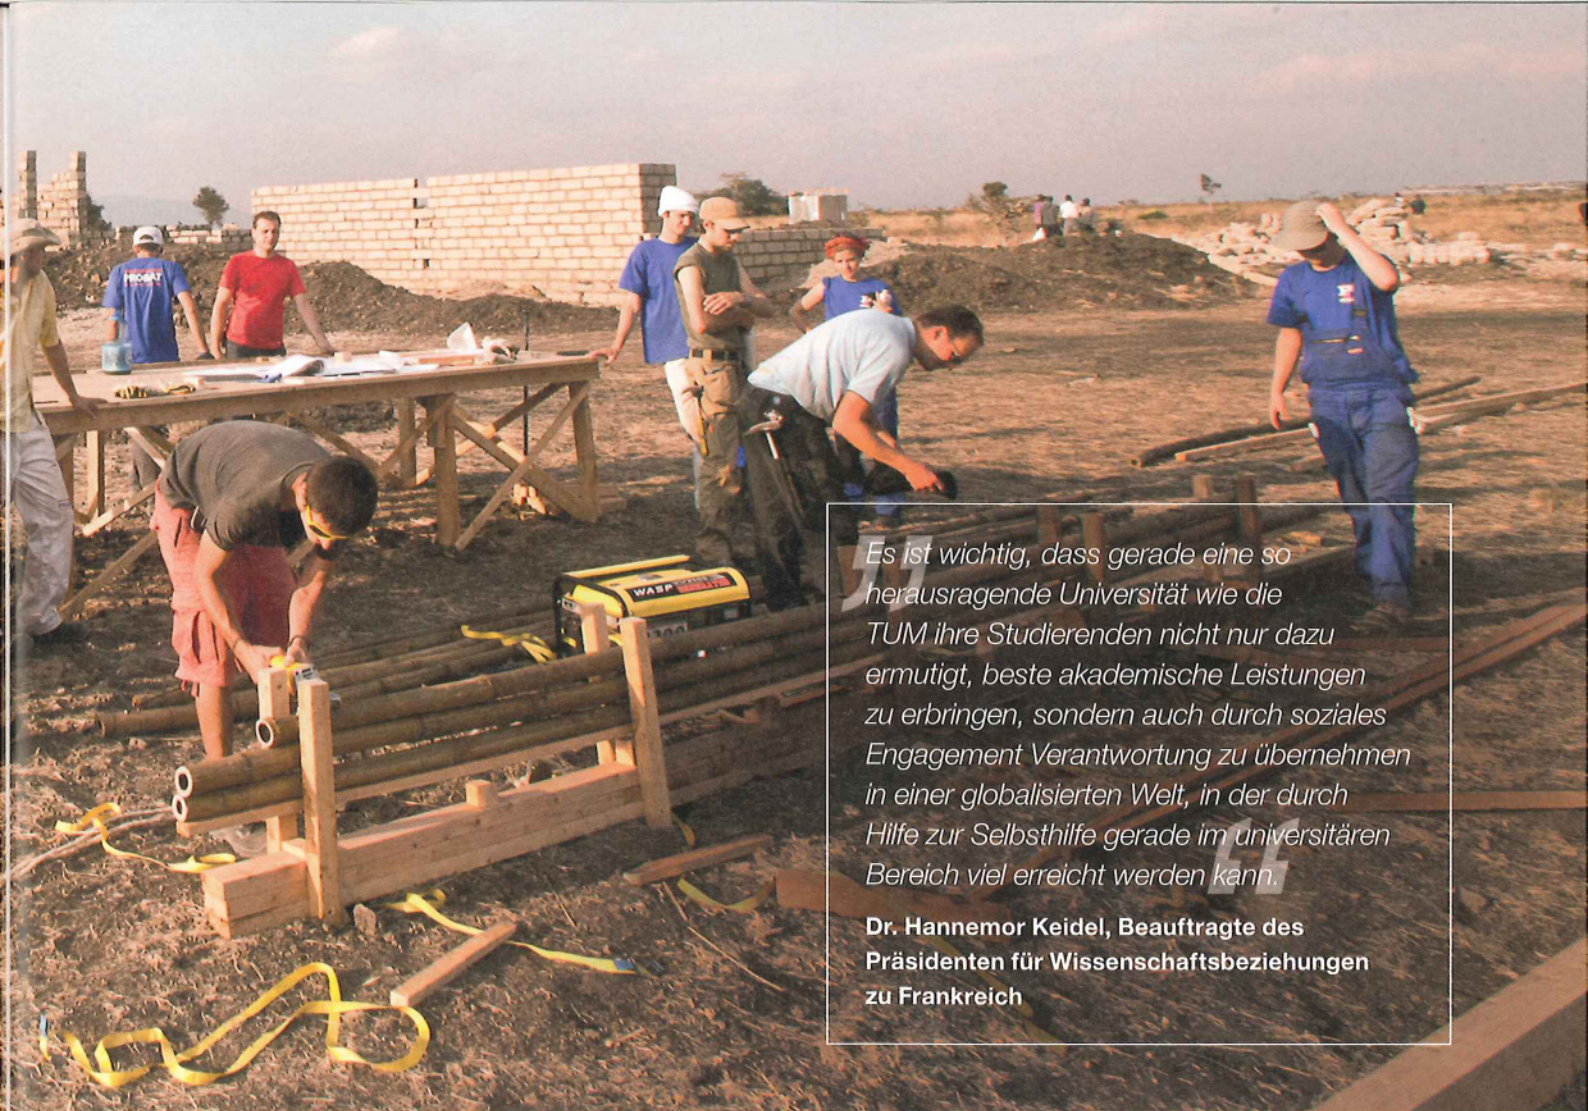 PROBAT
WASP
GENERATOR
„
Es ist wichtig, dass gerade eine so
herausragende Universität wie die
TUM ihre Studierenden nicht nur dazu
ermutigt, beste akademische Leistungen
zu erbringen, sondern auch durch soziales
Engagement Verantwortung zu übernehmen
in einer globalisierten Welt, in der durch
Hilfe zur Selbsthilfe gerade im universitären
Bereich viel erreicht werden kann.
“
Dr. Hannemor Keidel, Beauftragte des
Präsidenten für Wissenschaftsbeziehungen
zu Frankreich